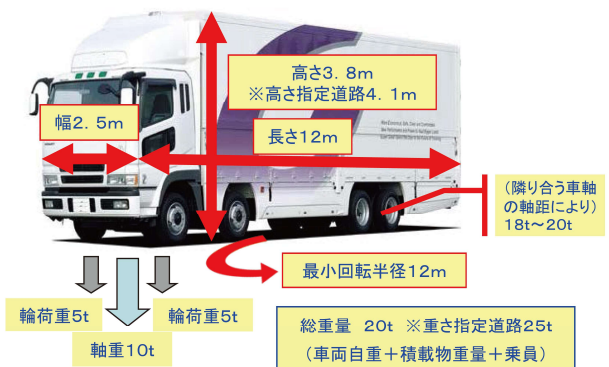 高さ3．8ｍ
※高さ指定道路4．1ｍ
幅2．5ｍ
長さ12ｍ
（隣り合う車軸
の軸距により）
18t～20t
最小回転半径12ｍ
輪荷重5t
輪荷重5t
軸重10t
総重量　20t　※重さ指定道路25t
（車両自重＋積載物重量＋乗員）